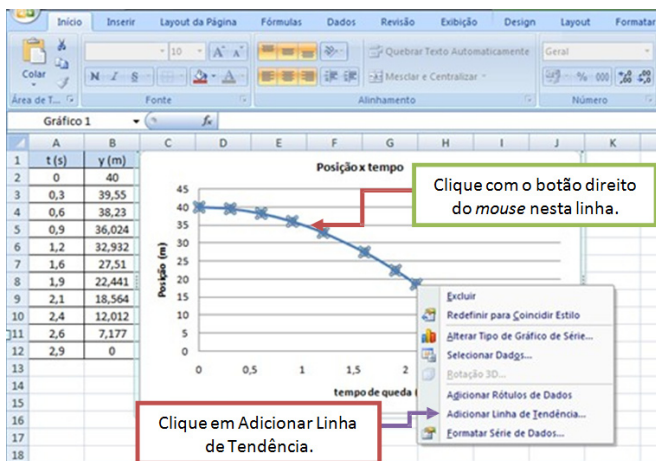 Início Inserir Layout da Página Fórmulas Dados Revisão Exibição Design Layout Formatar
Colar
10 A A Quebrar Texto Automaticamente Geral
N I S A Mesclar e Centralizar % 000
Área de T... Fonte Alinhamento Número
Gráfico 1 fx
A B C D E F G H I J K
1 t (s) y (m)
2 0 40
3 0,3 39,55
4 0,6 38,23
5 0,9 36,024
6 1,2 32,932
7 1,6 27,51
8 1,9 22,441
9 2,1 18,564
10 2,4 12,012
11 2,6 7,177
12 2,9 0
13
14
15
16
17
18
Posição x tempo
Posição (m)
45
40
35
30
25
20
15
10
5
0
0 0,5 1 1,5 2
tempo de queda (
Clique com o botão direito
do mouse nesta linha.
Excluir
Redefinir para Coincidir Estilo
Alterar Tipo de Gráfico de Série...
Selecionar Dados...
Rotação 3D...
Adicionar Rótulos de Dados
Adicionar Linha de Tendência...
Formatar Série de Dados...
Clique em Adicionar Linha
de Tendência.